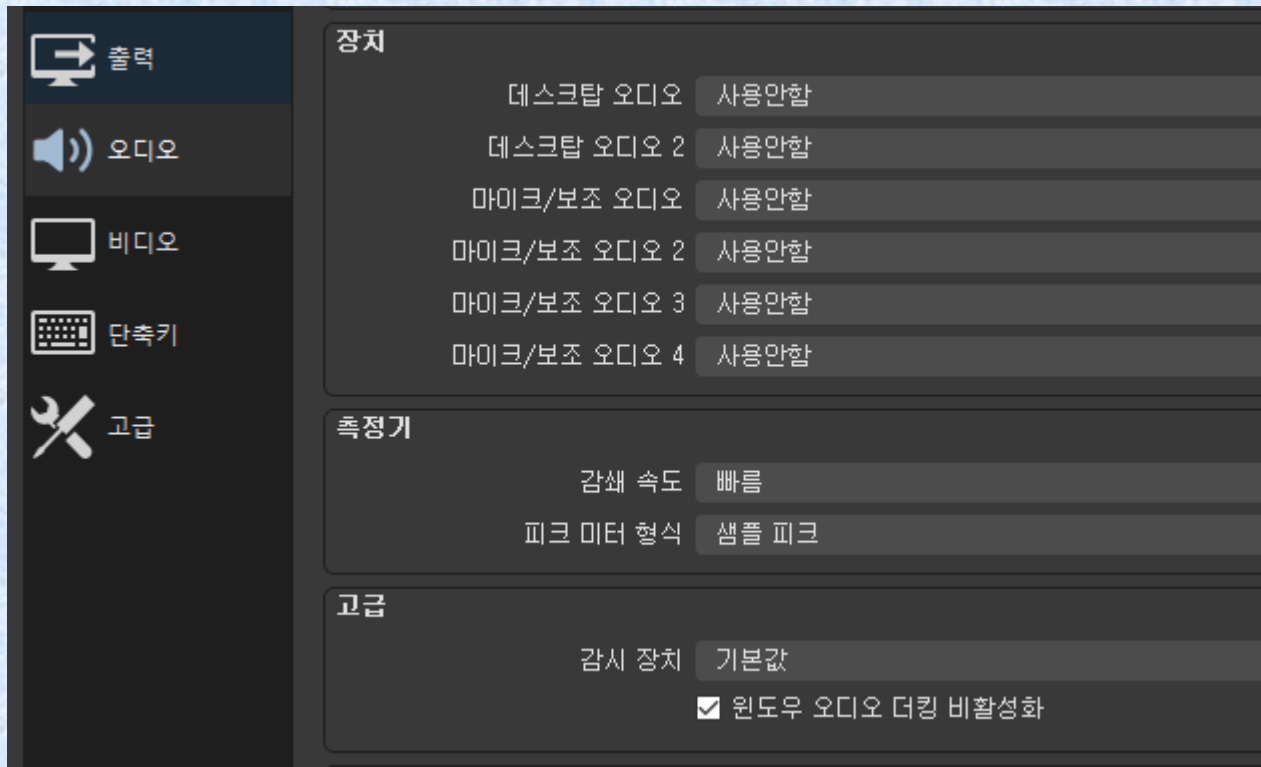 출력
오디오
비디오
단축키
고급
장치
데스크탑 오디오 사용안함
데스크탑 오디오 2 사용안함
마이크/보조 오디오 사용안함
마이크/보조 오디오 2 사용안함
마이크/보조 오디오 3 사용안함
마이크/보조 오디오 4 사용안함
측정기
감쇄 속도 빠름
피크 미터 형식 샘플 피크
고급
감시 장치 기본값
윈도우 오디오 더킹 비활성화